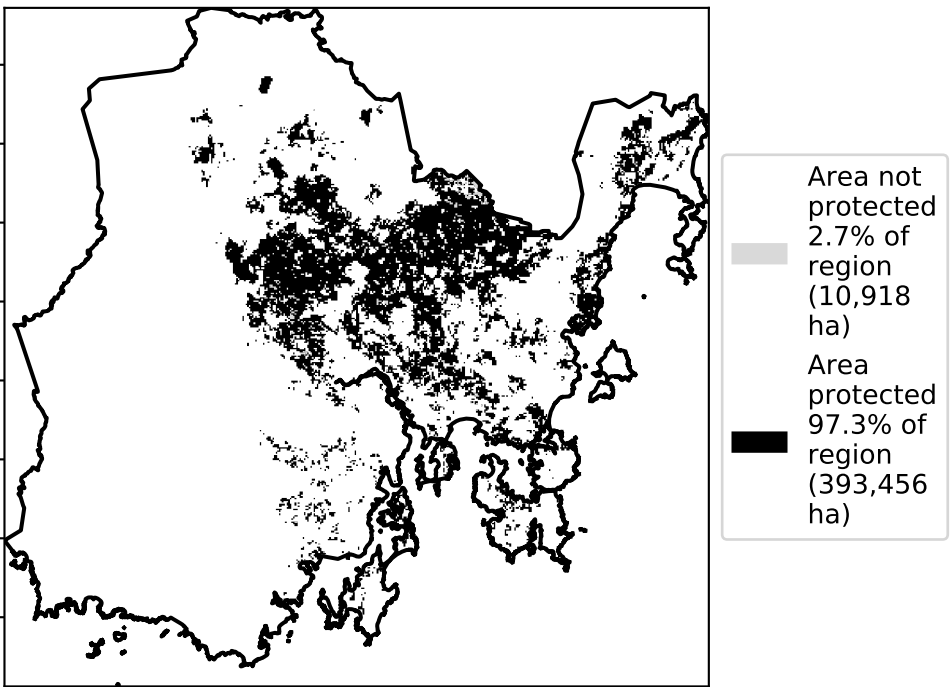 Area not
protected
2.7% of
region
(10,918
ha)
Area
protected
97.3% of
region
(393,456
ha)